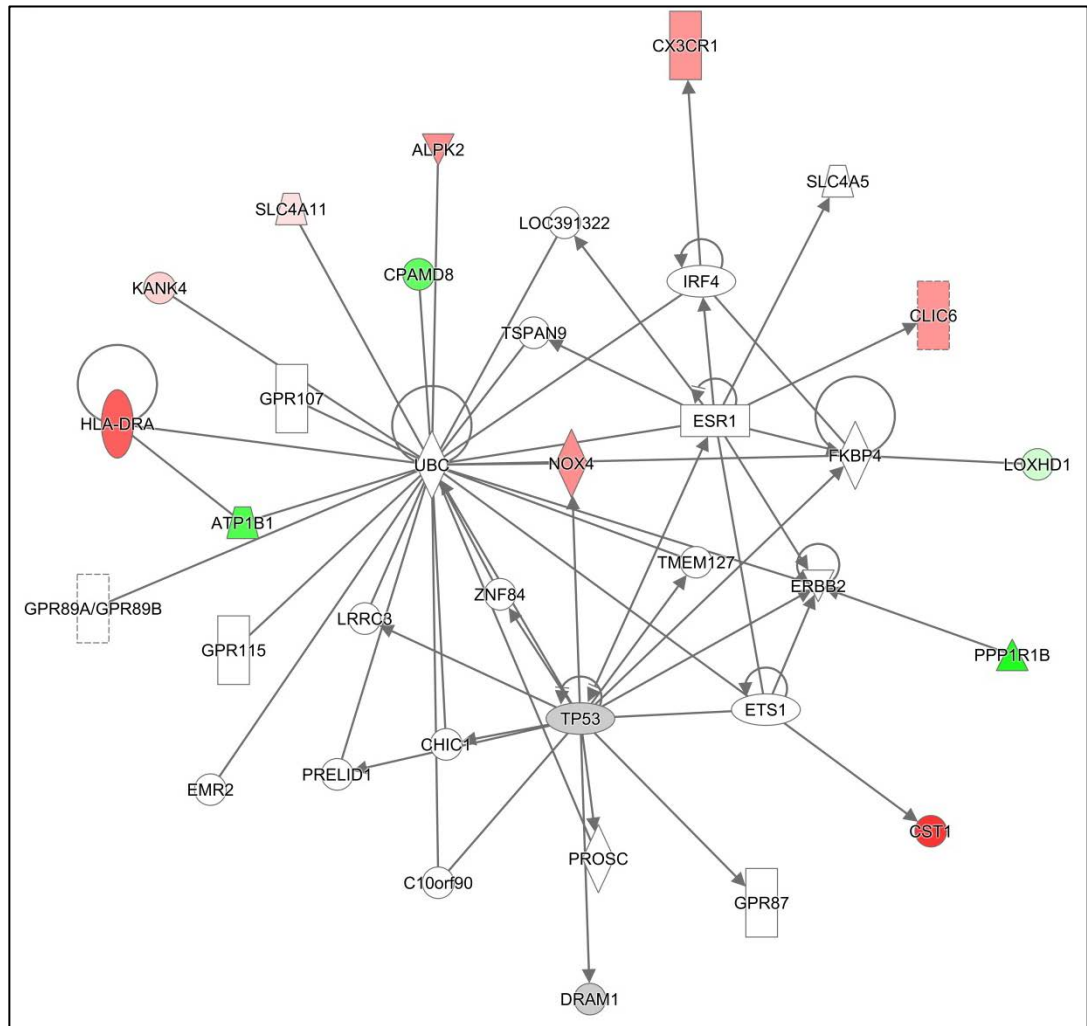 CX3CR1
ALPK2
SLC4A5
SLC4A11
LOC391322
CPAMD8
IRF4
KANK4
CLIC6
TSPAN9
GPR107
HLA-DRA
ESR1
UBC
NOX4
FKBP4
LOXHD1
ATP1B1
TMEM127
ERBB2
ZNF84
GPR89A/GPR89B
LRRC3
GPR115
PPP1R1B
ETS1
TP53
CHIC1
PRELID1
EMR2
CST1
PROSC
C10orf90
GPR87
DRAM1